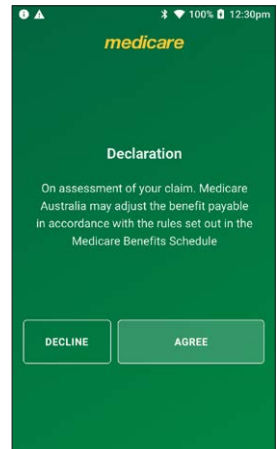 100% 12:30pm
medicare
Declaration
On assessment of your claim. Medicare
Australia may adjust the benefit payable
in accordance with the rules set out in the
Medicare Benefits Schedule
DECLINE AGREE